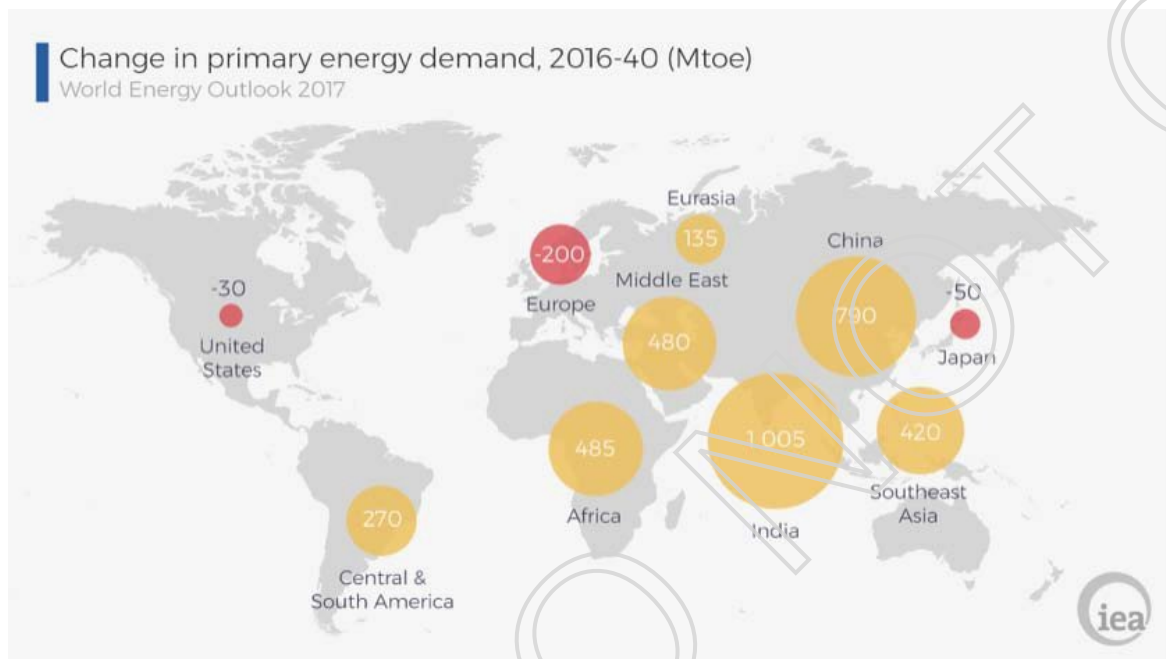 Change in primary energy demand, 2016-40 (Mtoe)
World Energy Outlook 2017
Eurasia
135
China
-200
Europe
Middle East
-30
790
-50
United
States
480
Japan
1 005
420
485
Southeast
Asia
Africa
India
270
Central &
South America
iea